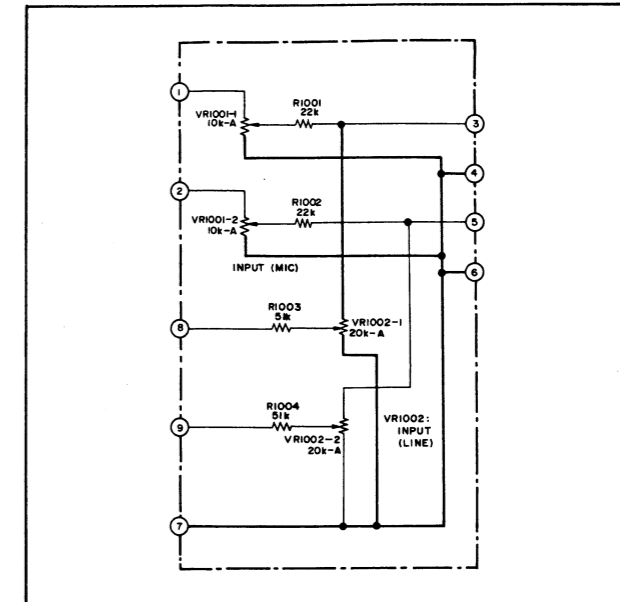 1
VR1001-1
10k-A
R1001
22k
3
4
2
VR1001-2
10k-A
R1002
22k
5
INPUT (MIC)
6
8
R1003
51k
VR1002-1
20k-A
9
R1004
51k
VR1002-2
20k-A
VR1002:
INPUT
(LINE)
7